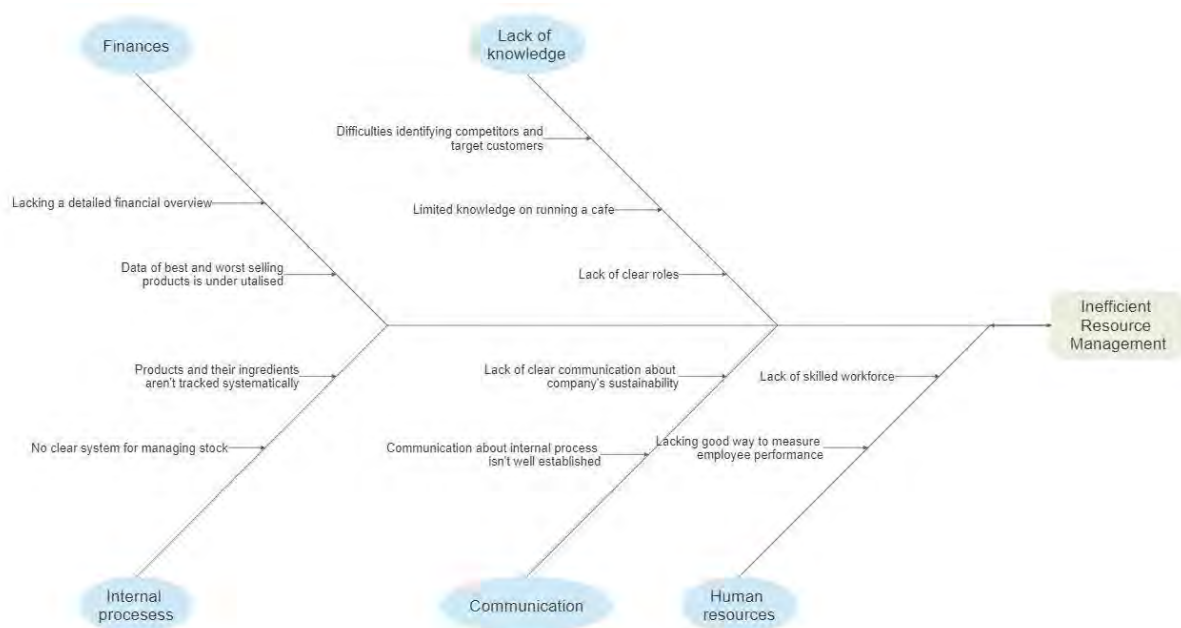 Finances
Lack of
knowledge
Difficulties identifying competitors and
target customers
Lacking a detailed financial overview
Limited knowledge on running a cafe
Data of best and worst selling
products is under utalised
Lack of clear roles
Inefficient
Resource
Management
Products and their ingredients
aren't tracked systematically
Lack of clear communication about
company's sustainability
Lack of skilled workforce
No clear system for managing stock
Communication about internal process
isn't well established
Lacking good way to measure
employee performance
Internal
procesess
Communication
Human
resources